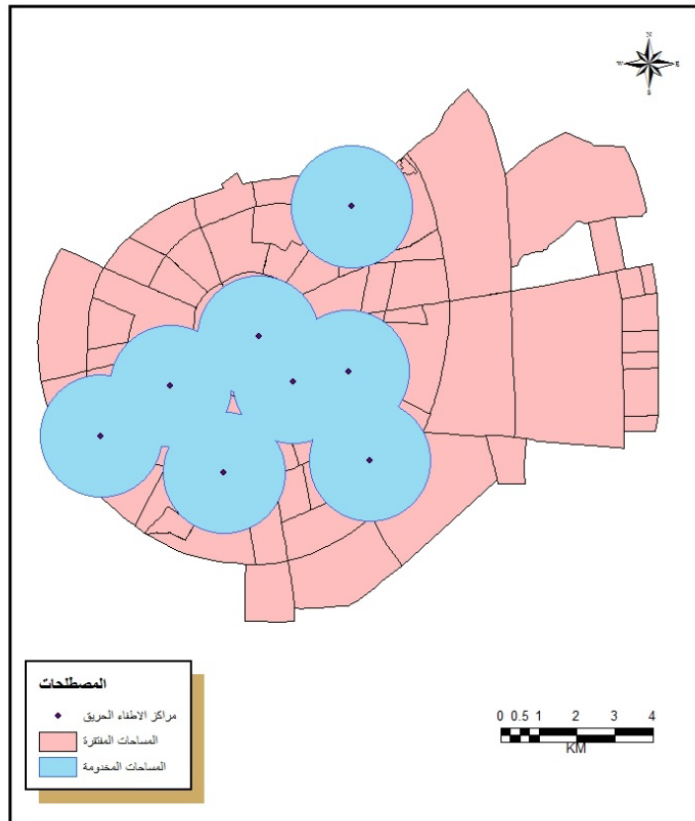 N
W E
S
المصطلحات
مراكز الاطفاء الحريق
المساحات المفتقرة
المساحات المخدومة
0 0.5 1 2 3 4
KM